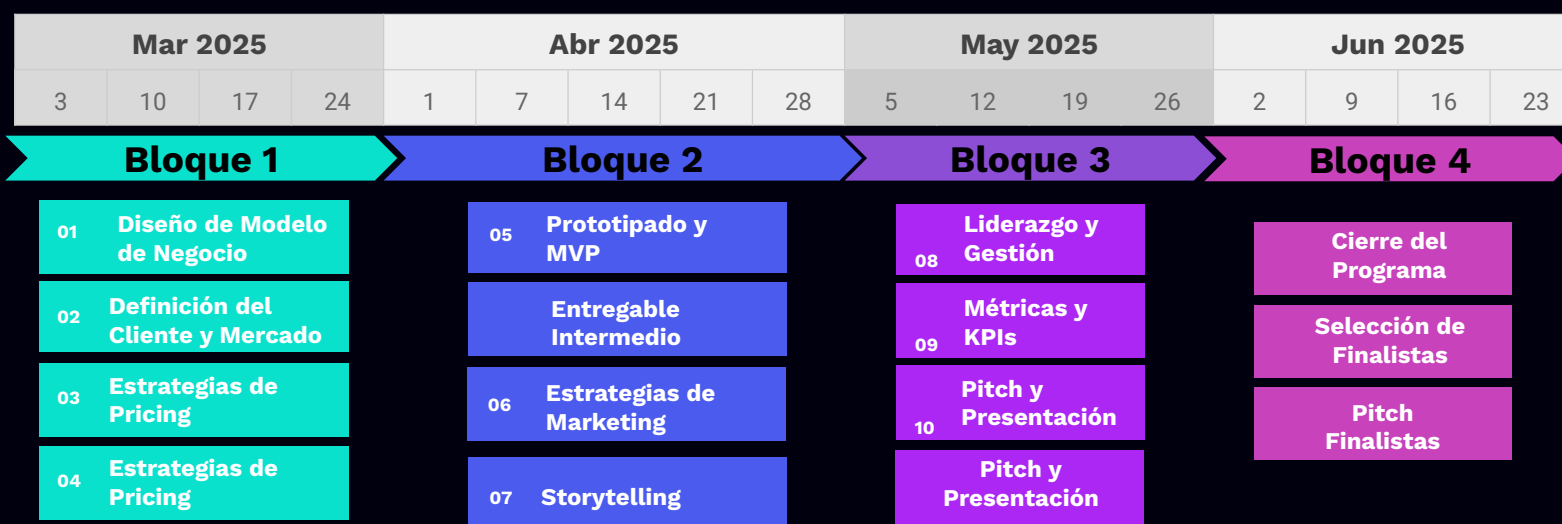 Mar 2025 Abr 2025 May 2025 Jun 2025
3 10 17 24 1 7 14 21 28 5 12 19 26 2 9 16 23
Bloque 1 Bloque 2 Bloque 3 Bloque 4
01 Diseño de Modelo
de Negocio
02 Definición del
Cliente y Mercado
03 Estrategias de
Pricing
04 Estrategias de
Pricing
05 Prototipado y
MVP
Entregable
Intermedio
06 Estrategias de
Marketing
07 Storytelling
Liderazgo y
08 Gestión
Métricas y
09 KPIs
Pitch y
10 Presentación
Pitch y
Presentación
Cierre del
Programa
Selección de
Finalistas
Pitch
Finalistas